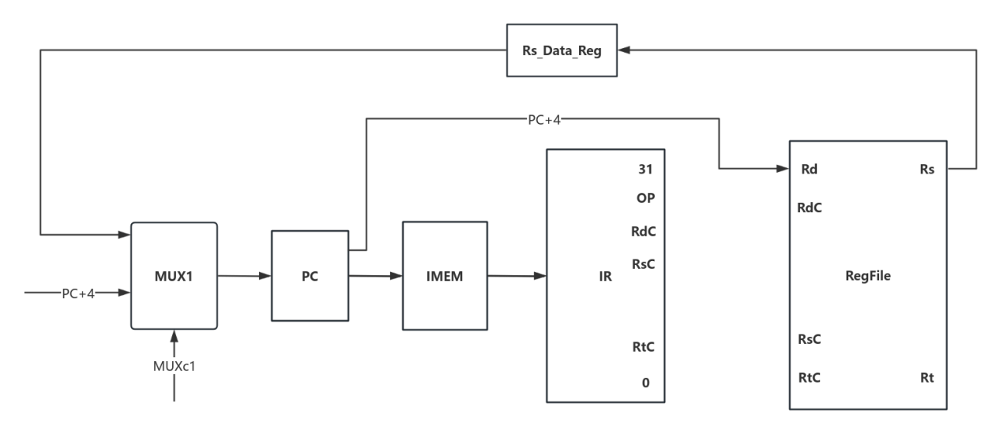 Rs_Data_Reg
PC+4
31
Rd
Rs
OP
RdC
RdC
RsC
MUX1
PC
IMEM
IR
RegFile
PC+4
RsC
RtC
MUXc1
RtC
Rt
0